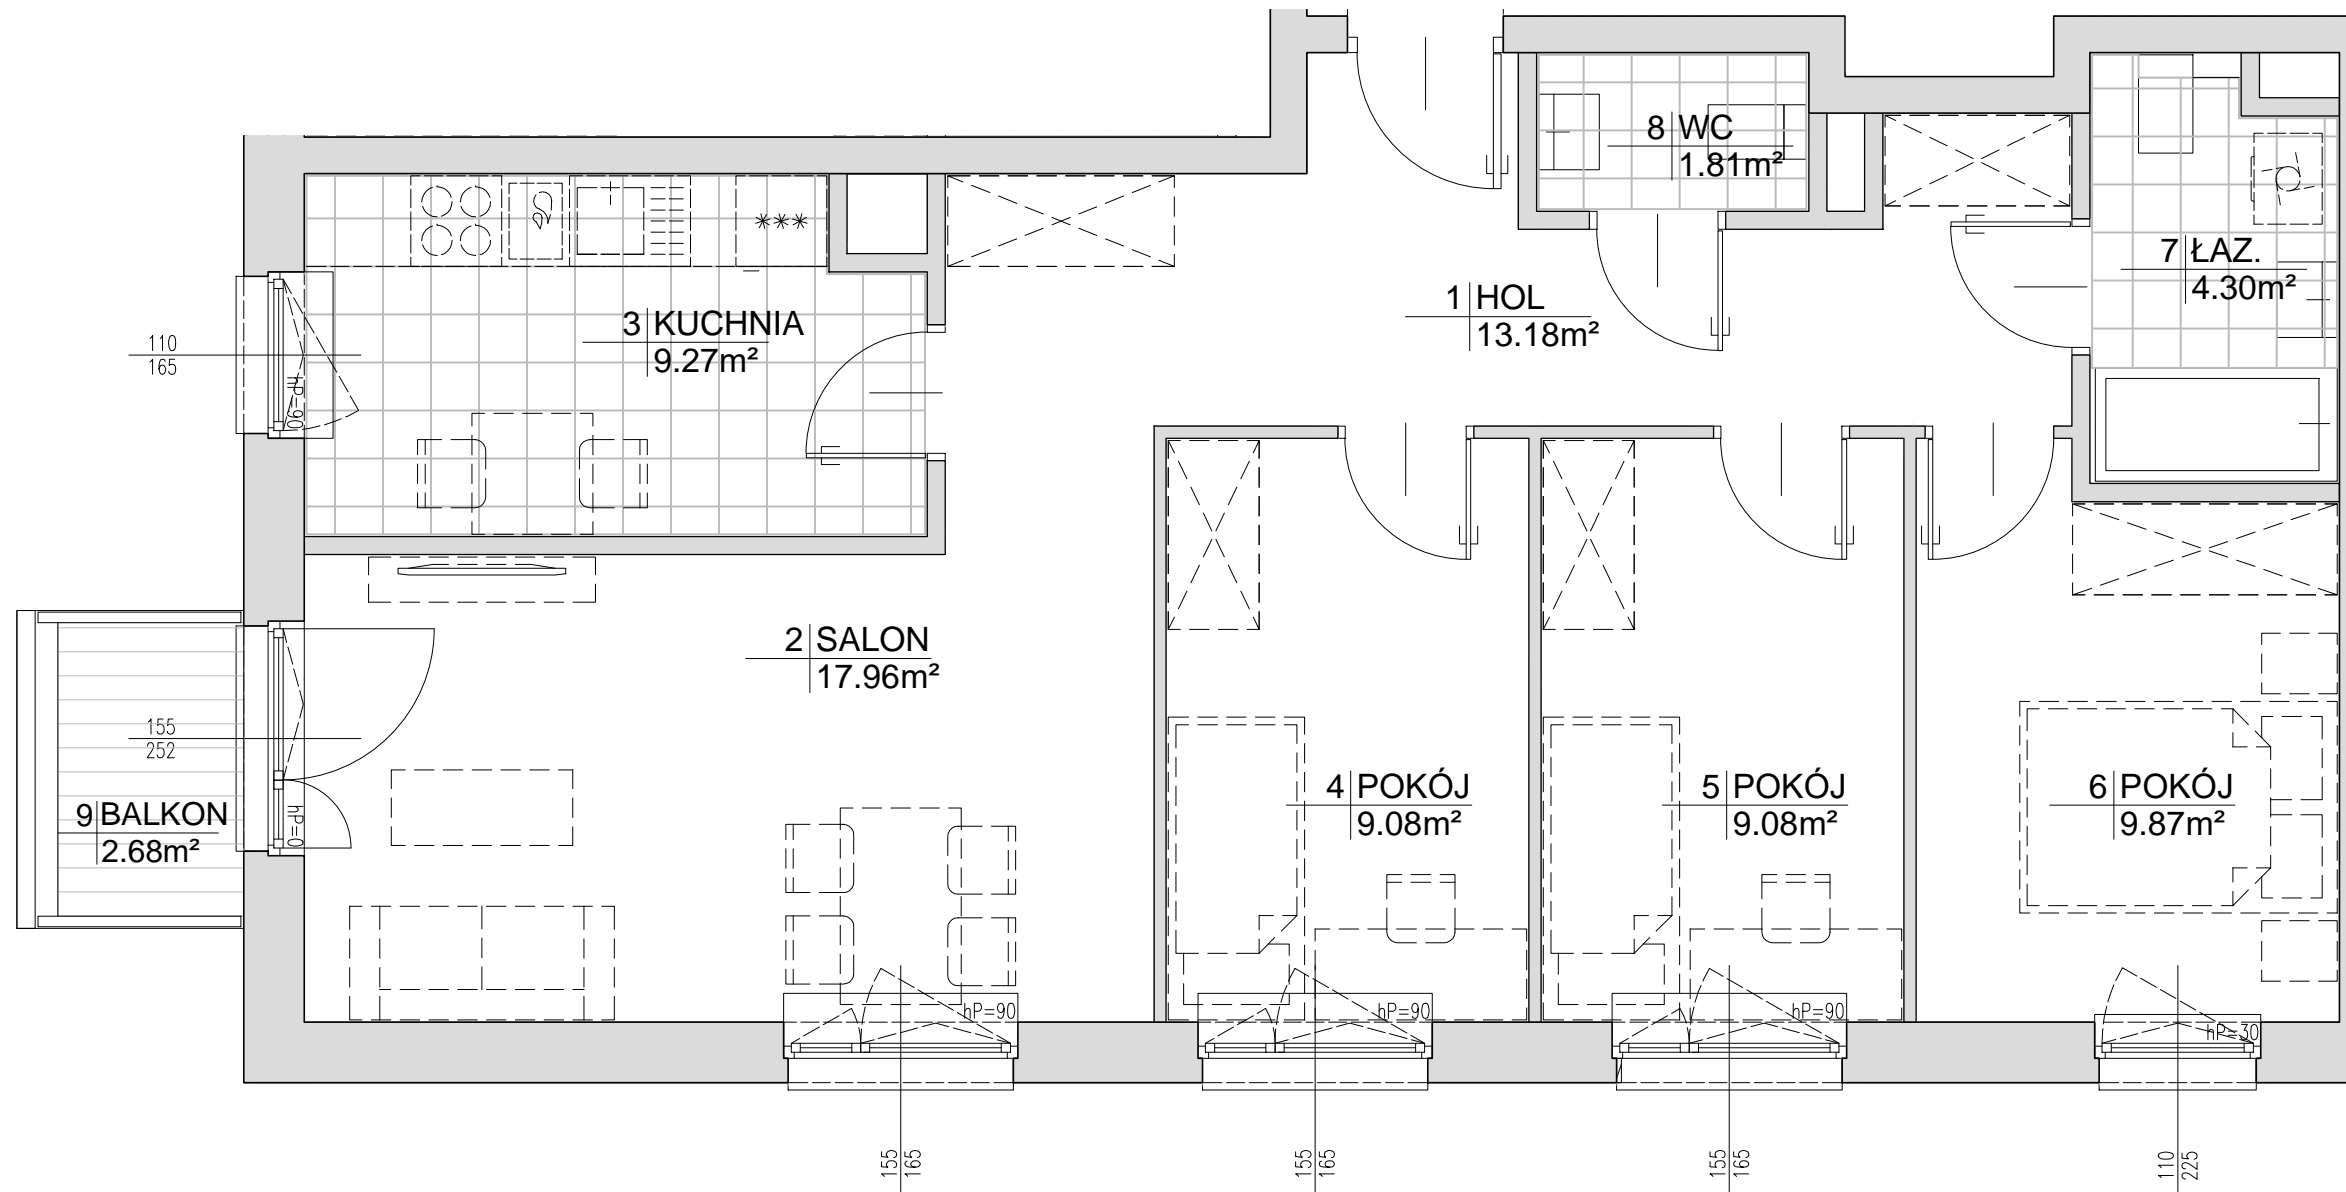 8 WC
1.81m²
7 ŁAZ.
4.30m²
***
1 HOL
13.18m²
3 KUCHNIA
9.27m²
110
165
hP=90
2 SALON
17.96m²
155
252
hP=0
9 BALKON
2.68m²
4 POKÓJ
9.08m²
5 POKÓJ
9.08m²
6 POKÓJ
9.87m²
hP=90
hP=90
hP=90
hP=30
155
165
155
165
155
165
110
225